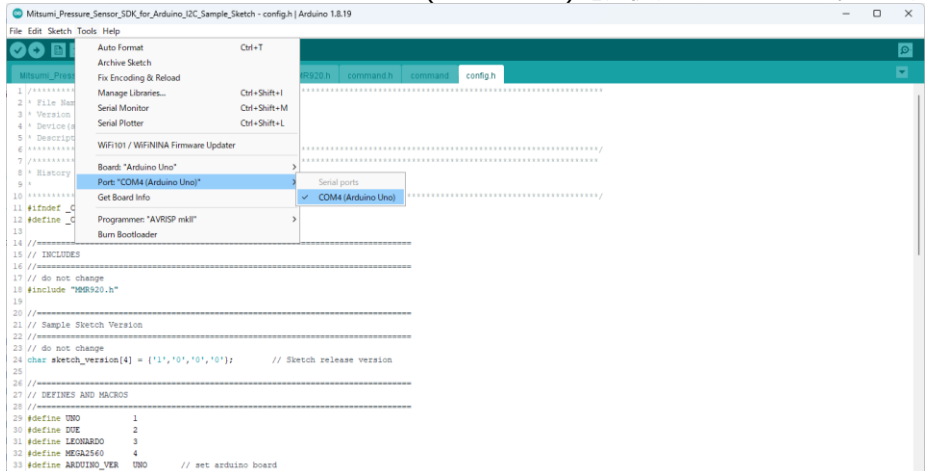 Mitsumi_Pressure_Sensor_SDK_for_Arduino_I2C_Sample_Sketch - config.h | Arduino 1.8.19
File Edit Sketch Tools Help
Auto Format Ctrl+T
Archive Sketch
Mitsumi_Press Fix Encoding & Reload MR920.h command.h command config.h
1 /********* Manage Libraries... Ctrl+Shift+I
2 * File Nam Serial Monitor Ctrl+Shift+M
3 * Version
4 * Device(s Serial Plotter Ctrl+Shift+L
5 * Descript
6 WiFi101 / WiFiNINA Firmware Updater
7 /*********
8 * History Board: "Arduino Uno"
9 * Port: "COM4 (Arduino Uno)" Serial ports
10 Get Board Info ✓ COM4 (Arduino Uno)
11 #ifndef _C
12 #define _C Programmer: "AVRISP mkII"
13 Burn Bootloader
14 //
15 // INCLUDES
16 //
17 // do not change
18 #include "MMR920.h"
19
20 //
21 // Sample Sketch Version
22 //
23 // do not change
24 char sketch_version[4] = {'1','0','0','0'}; // Sketch release version
25
26 //
27 // DEFINES AND MACROS
28 //
29 #define UNO 1
30 #define DUE 2
31 #define LEONARDO 3
32 #define MEGA2560 4
33 #define ARDUINO_VER UNO // set arduino board